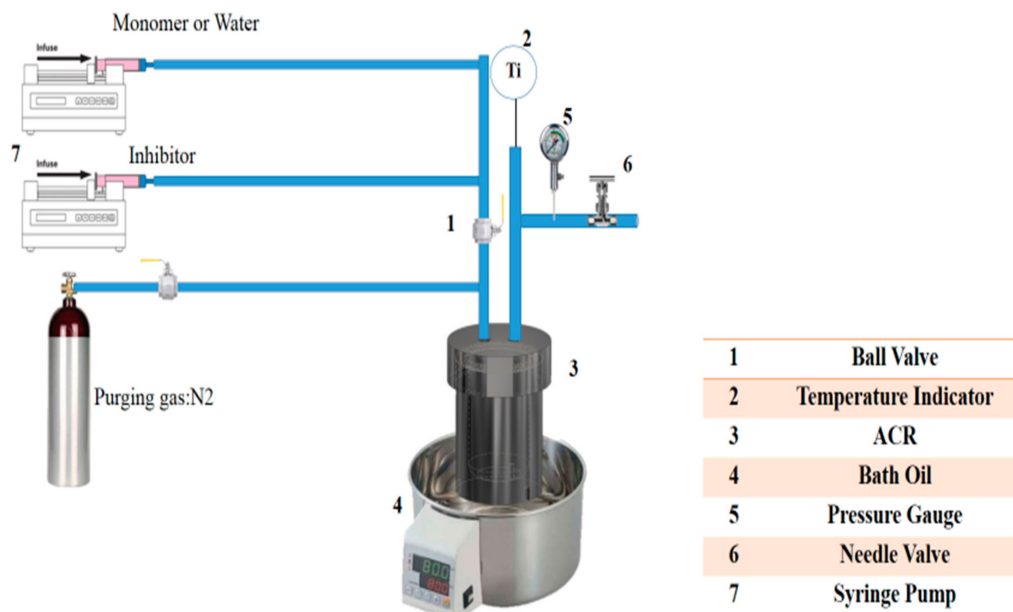 Monomer or Water
Infuse
7
Infuse
Inhibitor
2
Ti
5
6
1
Purging gas:N2
3
4
800
800
1 Ball Valve
2 Temperature Indicator
3 ACR
4 Bath Oil
5 Pressure Gauge
6 Needle Valve
7 Syringe Pump